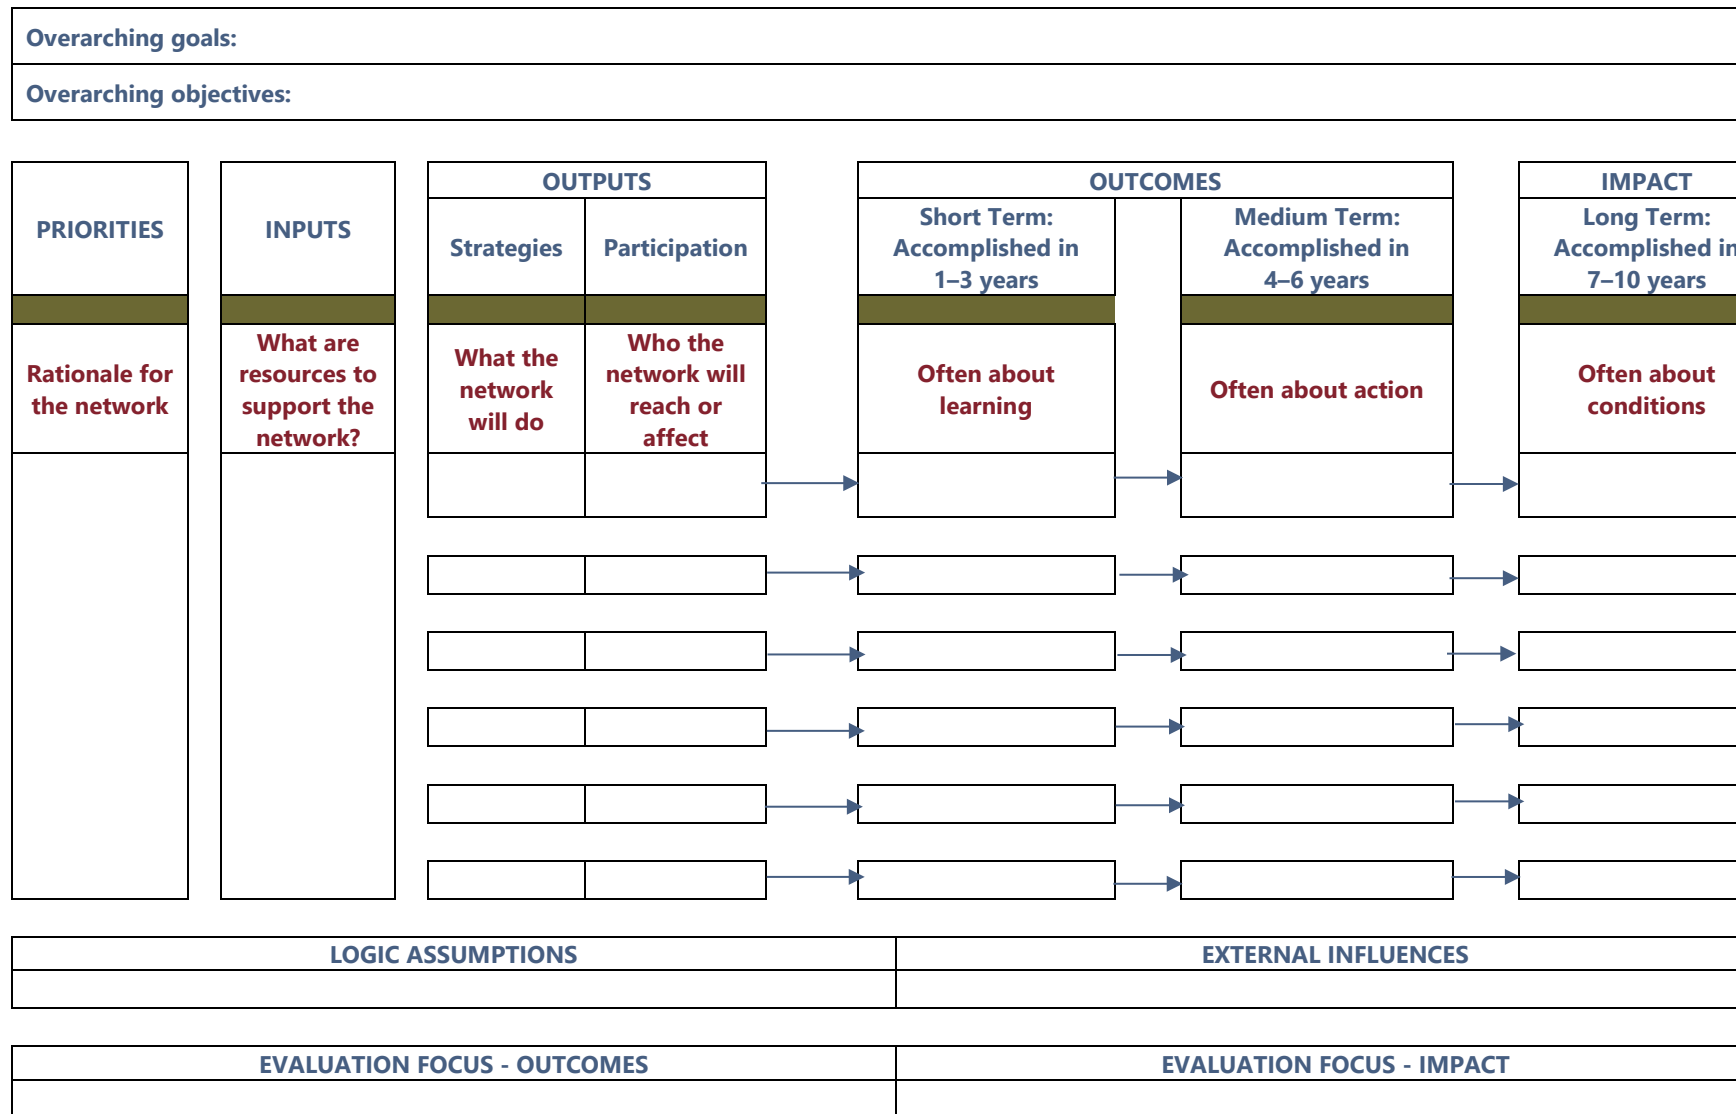 Overarching goals:
Overarching objectives:
PRIORITIES
INPUTS
OUTPUTS
Strategies
Participation
OUTCOMES
Short Term:
Accomplished in
1–3 years
Medium Term:
Accomplished in
4–6 years
IMPACT
Long Term:
Accomplished in
7–10 years
Rationale for
the network
What are
resources to
support the
network?
What the
network
will do
Who the
network will
reach or
affect
Often about
learning
Often about action
Often about
conditions
LOGIC ASSUMPTIONS
EXTERNAL INFLUENCES
EVALUATION FOCUS - OUTCOMES
EVALUATION FOCUS - IMPACT